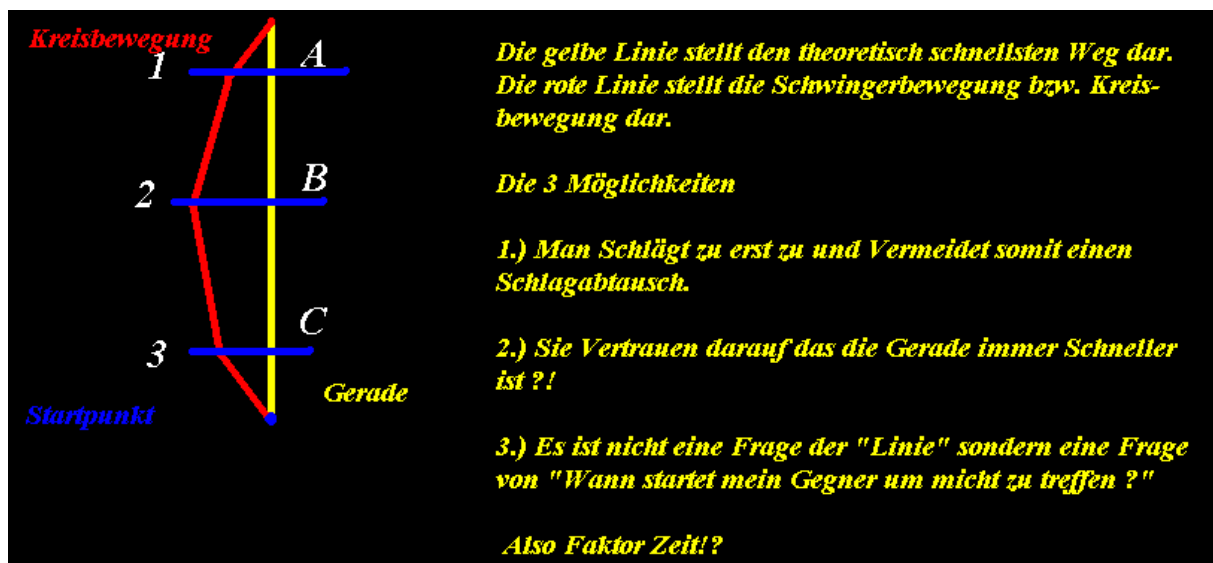 Kreisbewegung
1
A
2
B
3
C
Gerade
Startpunkt
Die gelbe Linie stellt den theoretisch schnellsten Weg dar.
Die rote Linie stellt die Schwingerbewegung bzw. Kreis-
bewegung dar.
Die 3 Möglichkeiten
1.) Man Schlägt zu erst zu und Vermeidet somit einen
Schlagabtausch.
2.) Sie Vertrauen darauf das die Gerade immer Schneller
ist ?!
3.) Es ist nicht eine Frage der "Linie" sondern eine Frage
von "Wann startet mein Gegner um micht zu treffen ?"
Also Faktor Zeit!?